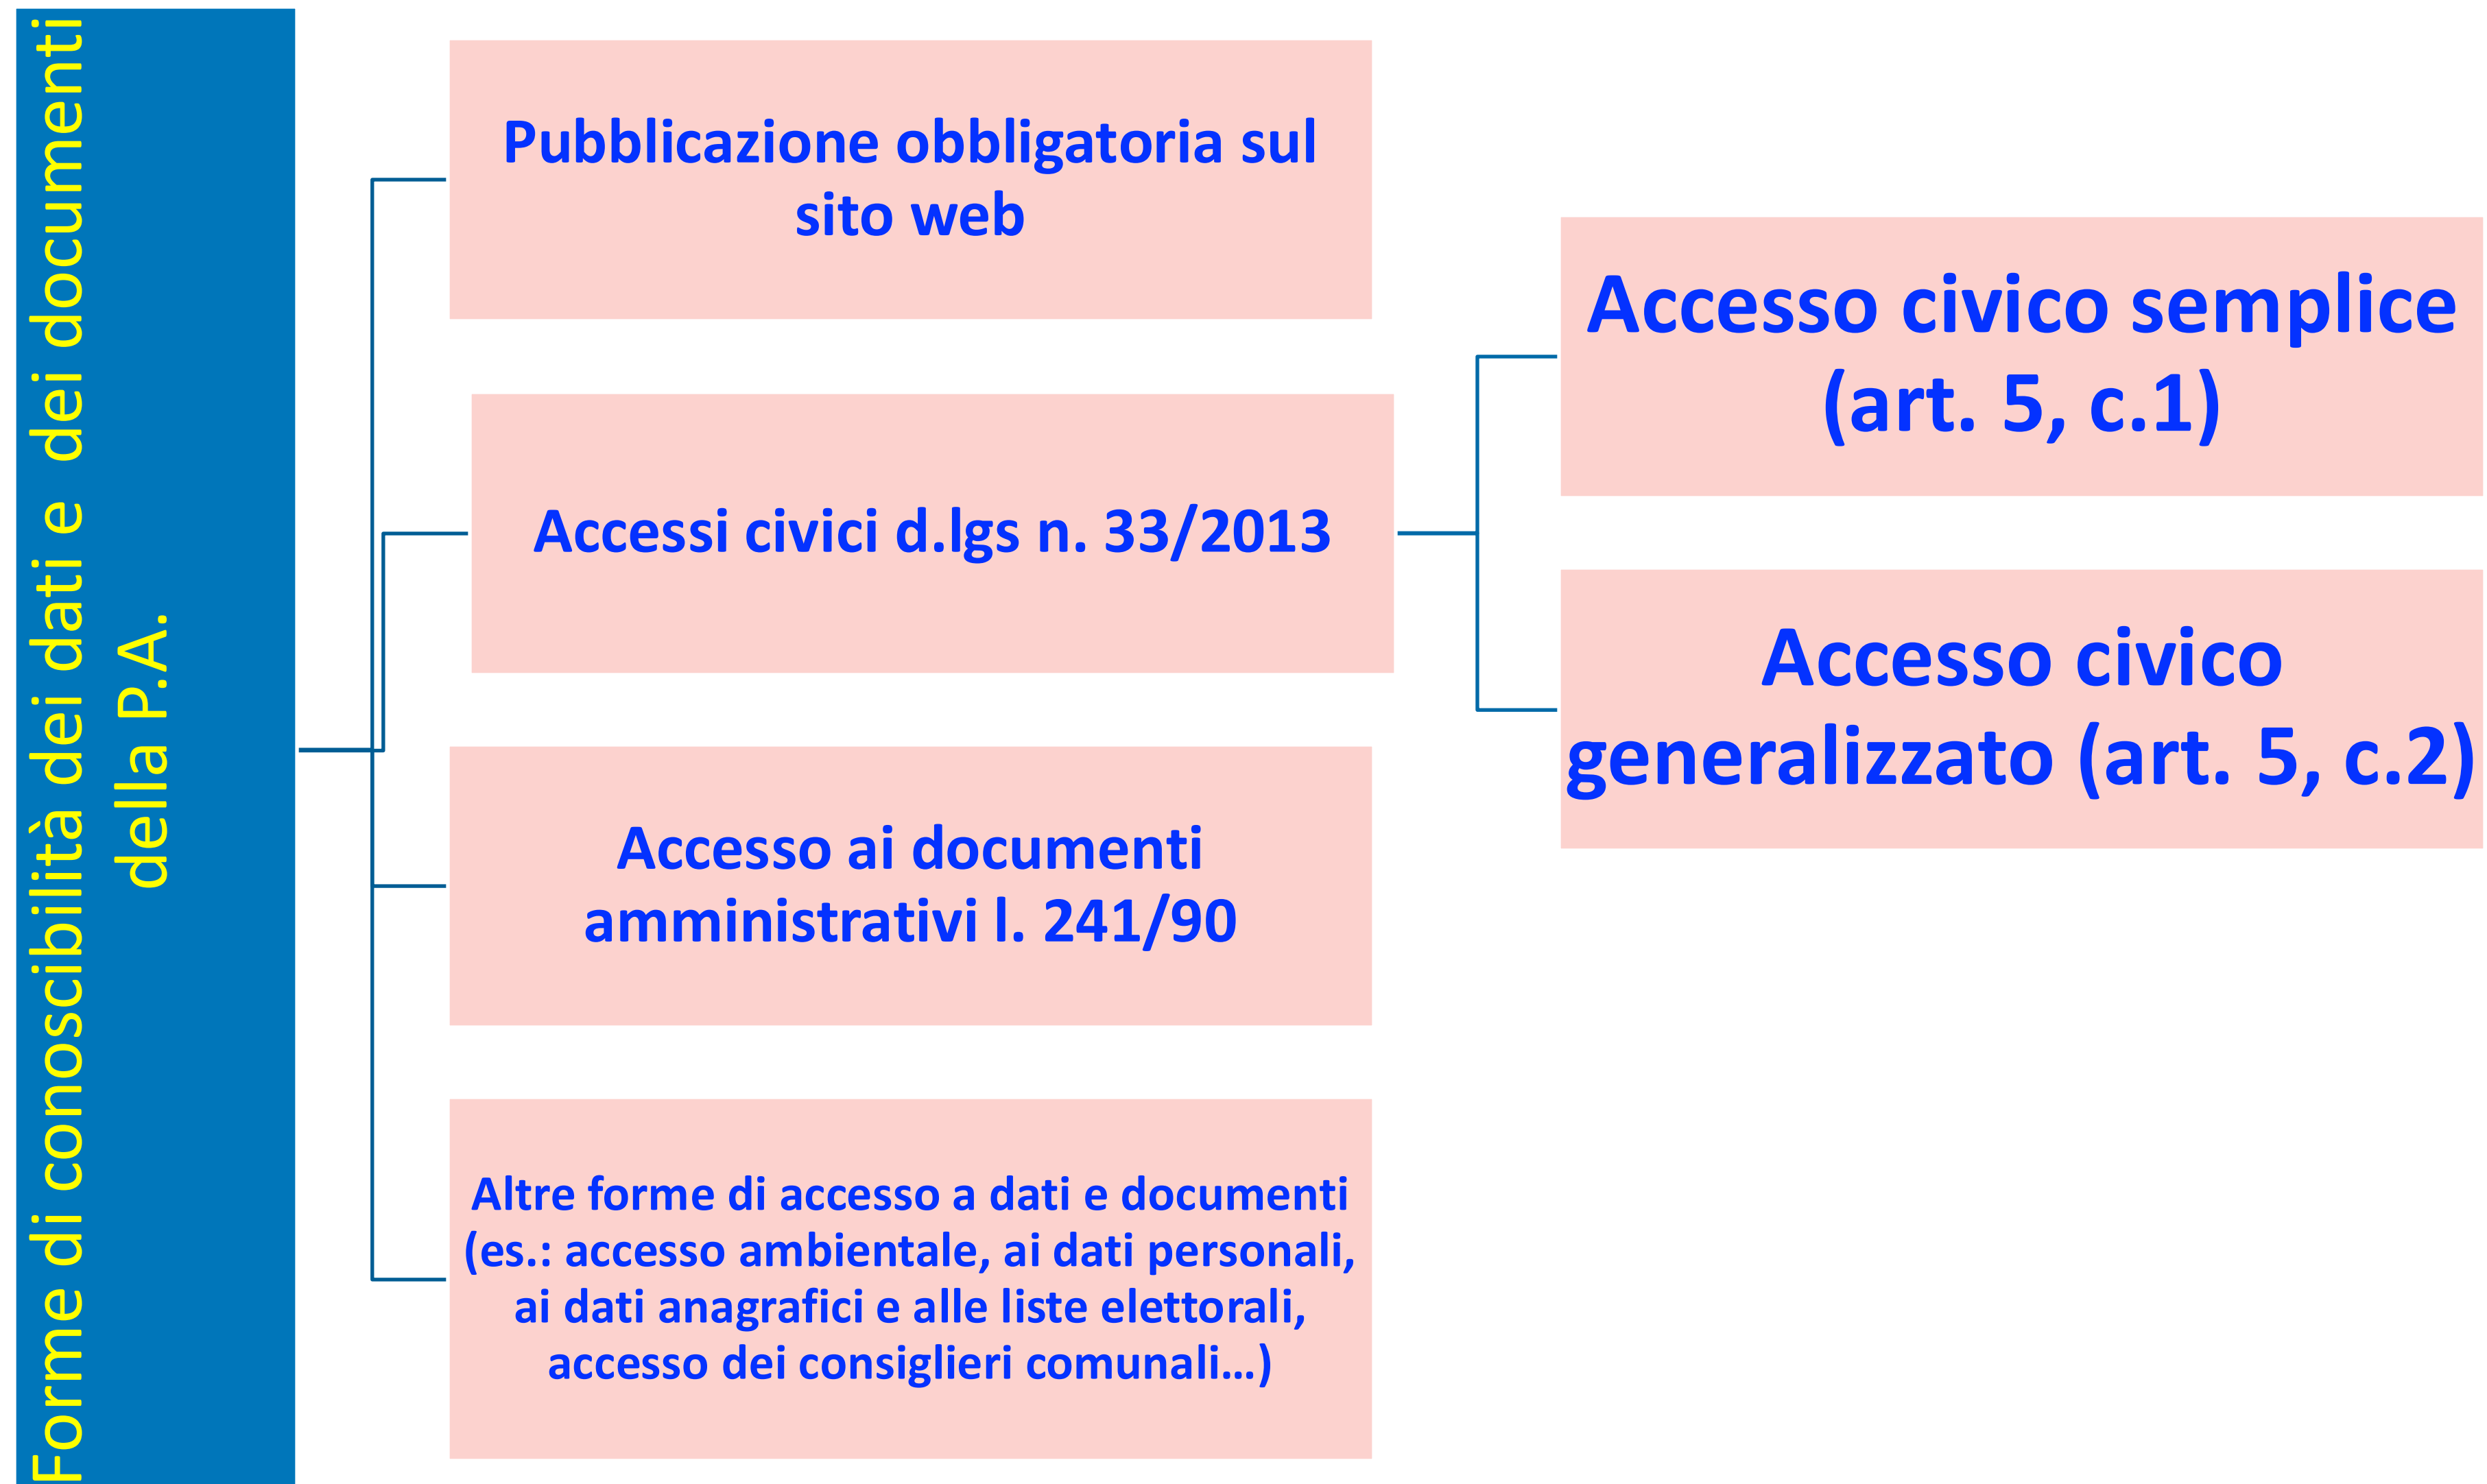 Forme di conoscibilità dei dati e dei documenti
della P.A.
Pubblicazione obbligatoria sul
sito web
Accessi civici d.lgs n. 33/2013
Accesso civico semplice
(art. 5, c.1)
Accesso civico
generalizzato (art. 5, c.2)
Accesso ai documenti
amministrativi l. 241/90
Altre forme di accesso a dati e documenti
(es.: accesso ambientale, ai dati personali,
ai dati anagrafici e alle liste elettorali,
accesso dei consiglieri comunali…)